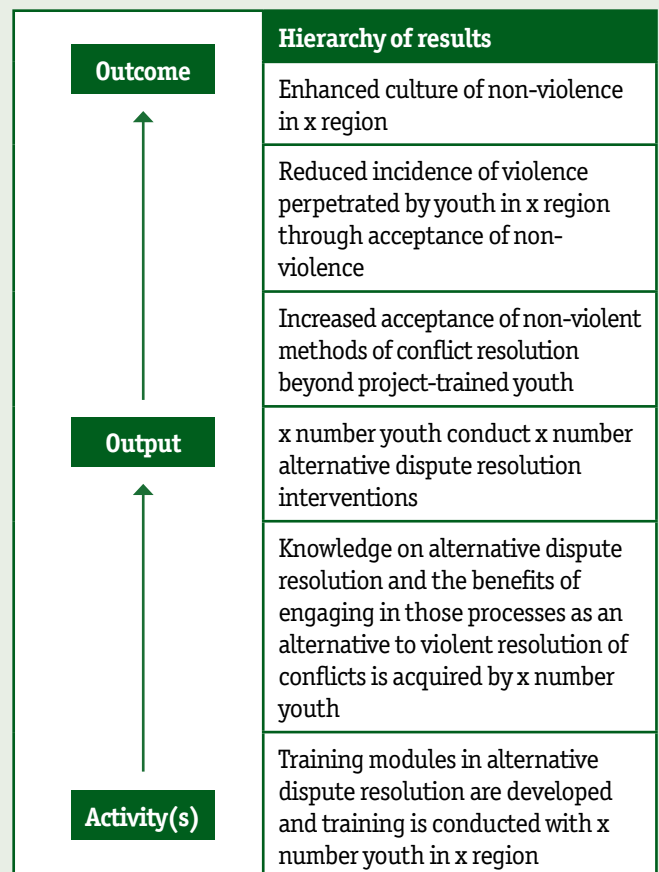 Hierarchy of results
Outcome
Enhanced culture of non-violence
in x region
Reduced incidence of violence
perpetrated by youth in x region
through acceptance of non-
violence
Increased acceptance of non-violent
methods of conflict resolution
beyond project-trained youth
Output
x number youth conduct x number
alternative dispute resolution
interventions
Knowledge on alternative dispute
resolution and the benefits of
engaging in those processes as an
alternative to violent resolution of
conflicts is acquired by x number
youth
Activity(s)
Training modules in alternative
dispute resolution are developed
and training is conducted with x
number youth in x region